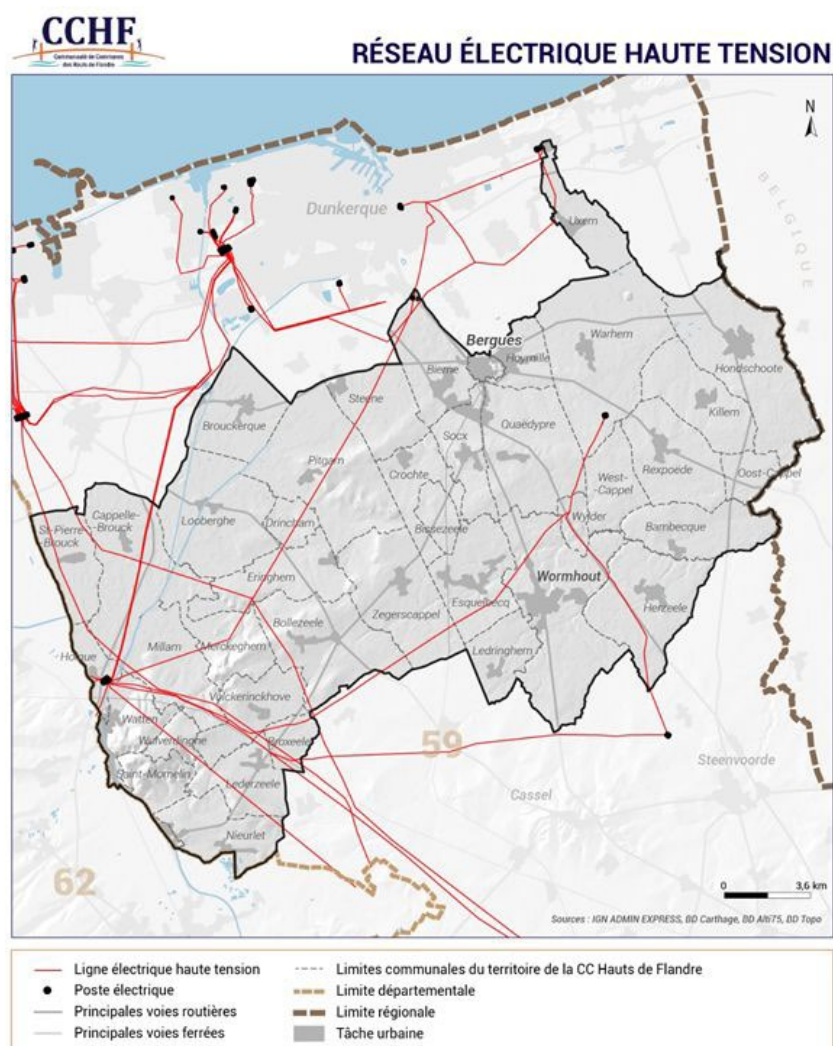 CCHF
Communauté de Communes
des Hauts de Flandre
RÉSEAU ÉLECTRIQUE HAUTE TENSION
N
BELGIQUE
Dunkerque
Uxem
Bergues
Hoymille
Warhem
Hondschoote
Bierne
Steene
Killem
Brouckerque
Quaëdypre
Socx
Pitgam
Crochte
Rexpoëde
West-
-Cappel
Oost-Cappel
Cappelle-
-Brouck
Looberghe
Drincham
Bissezeele
Wylder
St-Pierre
-Brouck
Bambecque
Eringhem
Wormhout
Esquelbecq
Zegerscappel
Herzeele
Bollezeele
Millam
Merckeghem
Ledringhem
Holque
Volckerinckhove
Watten
Wulverdinghe
Broxeele
59
Saint-Momelin
Lederzeele
Steenvoorde
Cassel
Nieurlet
62
0
3,6 km
Sources : IGN ADMIN EXPRESS, BD Carthage, BD Alti75, BD Topo
Ligne électrique haute tension
Poste électrique
Principales voies routières
Principales voies ferrées
Limites communales du territoire de la CC Hauts de Flandre
Limite départementale
Limite régionale
Tâche urbaine